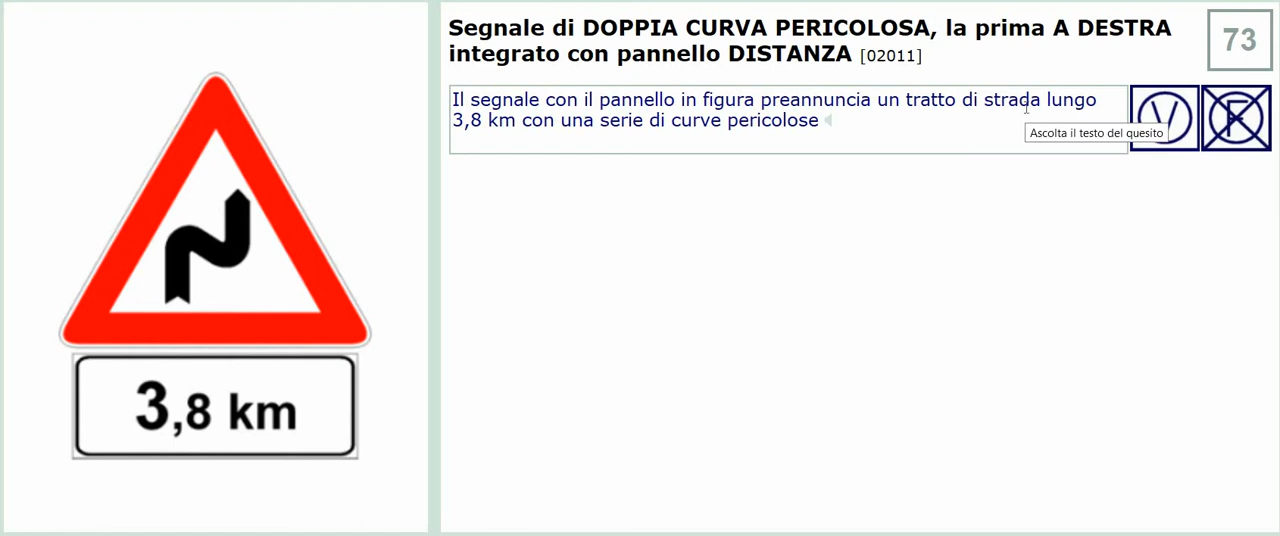 Segnale di DOPPIA CURVA PERICOLOSA, la prima A DESTRA
integrato con pannello DISTANZA [02011]
73
Il segnale con il pannello in figura preannuncia un tratto di strada lungo
3,8 km con una serie di curve pericolose
Ascolta il testo del quesito
V
F
3,8 km